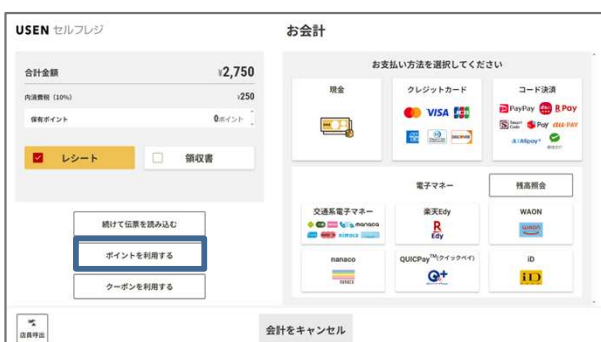 USEN セルフレジ
お会計
合計金額 ¥2,750
内消費税（10%） ¥250
保有ポイント 0ポイント
レシート
領収書
続けて伝票を読み込む
ポイントを利用する
クーポンを利用する
店員呼出
会計をキャンセル
お支払い方法を選択してください
現金
クレジットカード
VISA
コード決済
PayPay R Pay
Smart Code d Pay au PAY
Alipay+
電子マネー
残高照会
交通系電子マネー
manaca
nimoca
楽天Edy
R Edy
WAON
WAON
nanaco
QUICPay™(クイックペイ)
iD
iD